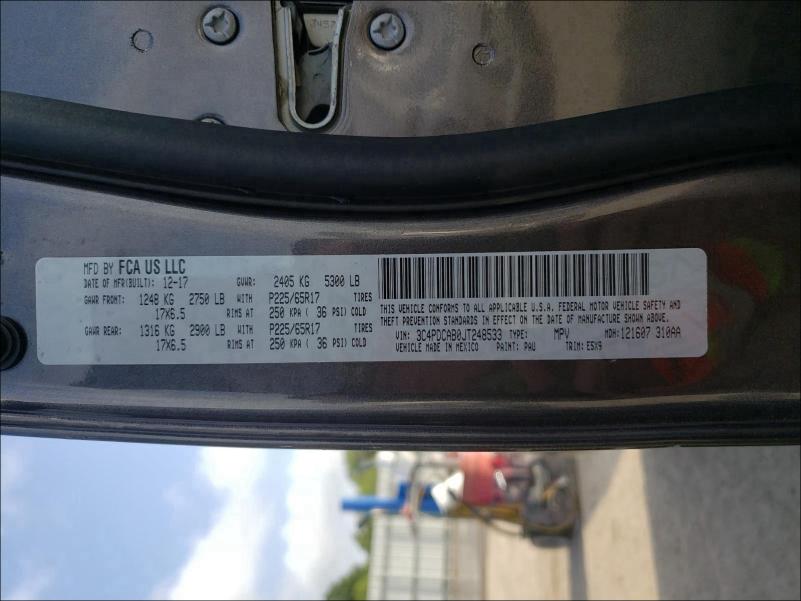 MFD BY FCA US LLC
DATE OF MFR(BUILT): 12-17 GVWR: 2405 KG 5300 LB
GAWR FRONT: 1248 KG 2750 LB WITH P225/65R17 TIRES
17X6.5 RIMS AT 250 KPA ( 36 PSI) COLD
GAWR REAR: 1316 KG 2900 LB WITH P225/65R17 TIRES
17X6.5 RIMS AT 250 KPA ( 36 PSI) COLD
THIS VEHICLE CONFORMS TO ALL APPLICABLE U.S.A. FEDERAL MOTOR VEHICLE SAFETY AND
THEFT PREVENTION STANDARDS IN EFFECT ON THE DATE OF MANUFACTURE SHOWN ABOVE.
VIN: 3C4PDCAB0JT248533 TYPE: MPV MDH: 121607 310AA
VEHICLE MADE IN MEXICO PAINT: PAU TRIM: E5X9